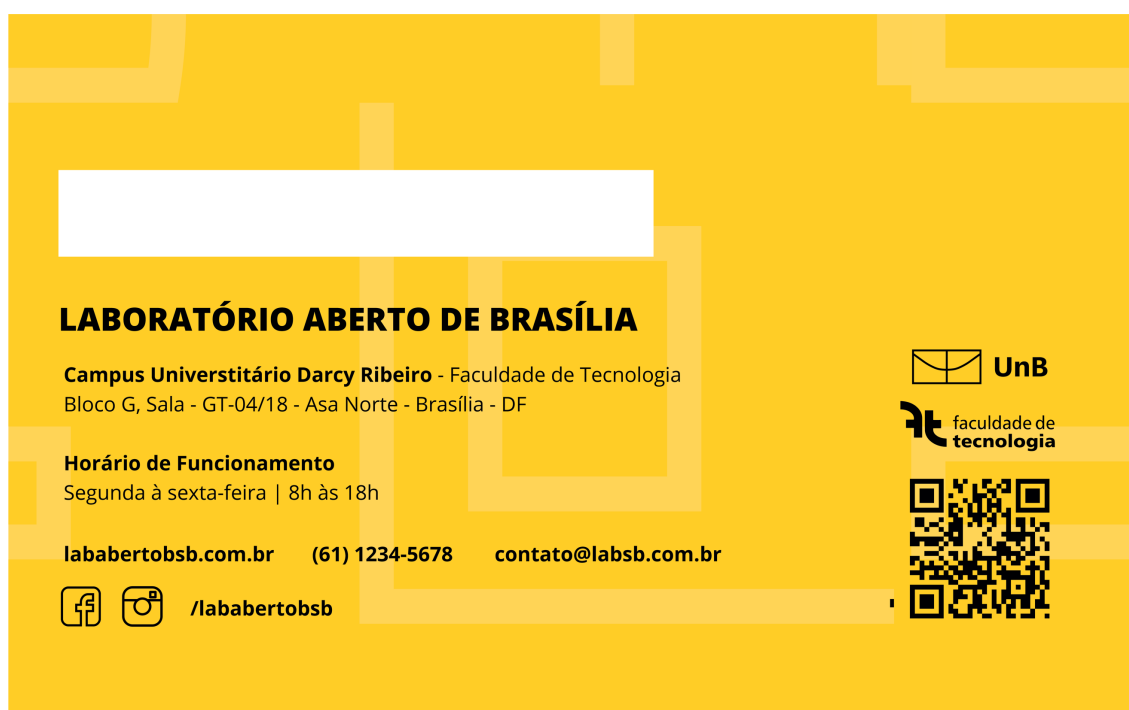 LABORATÓRIO ABERTO DE BRASÍLIA
Campus Universtitário Darcy Ribeiro - Faculdade de Tecnologia
Bloco G, Sala - GT-04/18 - Asa Norte - Brasília - DF
Horário de Funcionamento
Segunda à sexta-feira | 8h às 18h
lababertobsb.com.br (61) 1234-5678 contato@labsb.com.br
/lababertobsb
UnB
ft faculdade de
tecnologia